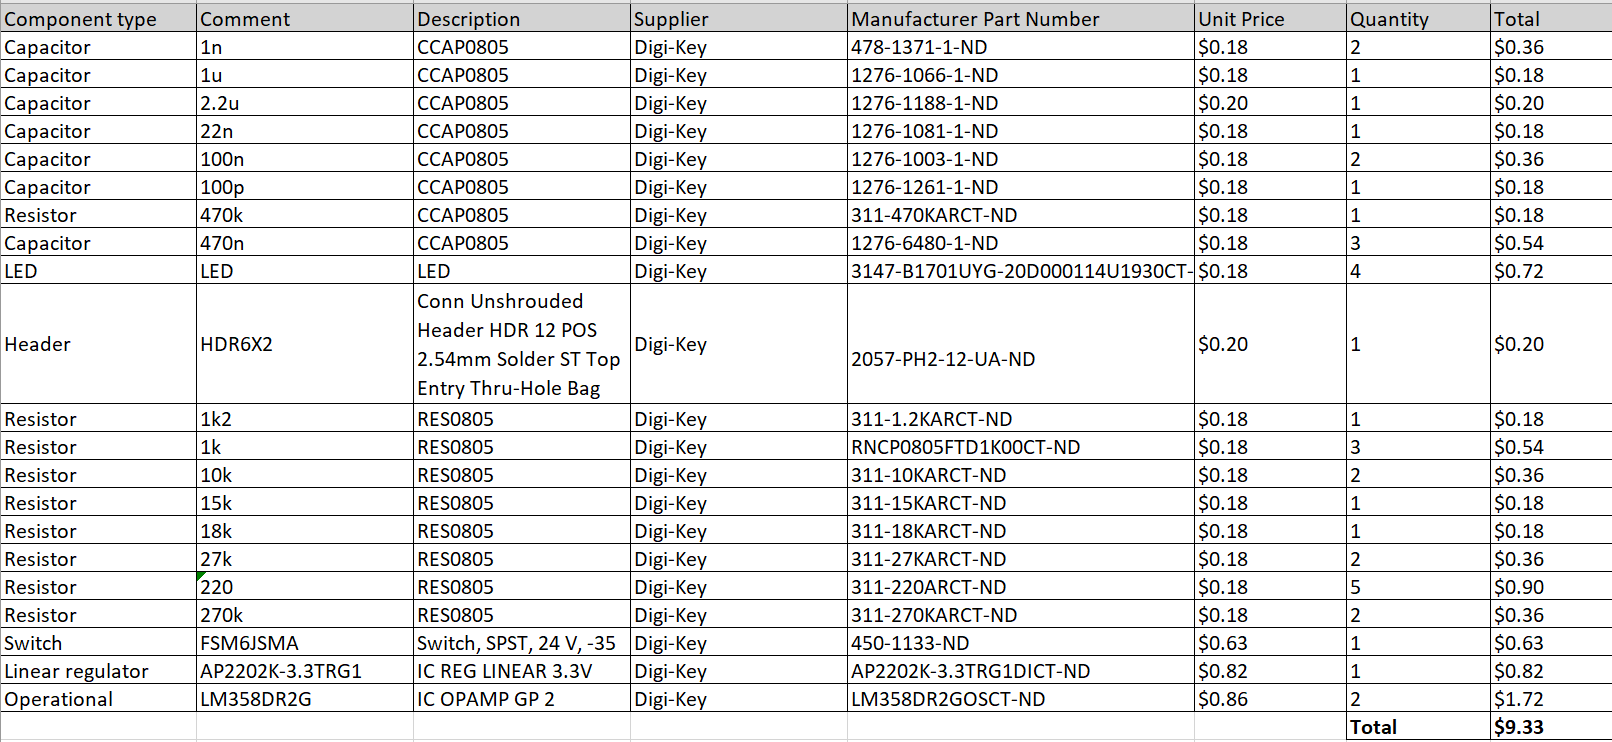 Component type Comment Description Supplier Manufacturer Part Number Unit Price Quantity Total
Capacitor 1n CCAP0805 Digi-Key 478-1371-1-ND $0.18 2 $0.36
Capacitor 1u CCAP0805 Digi-Key 1276-1066-1-ND $0.18 1 $0.18
Capacitor 2.2u CCAP0805 Digi-Key 1276-1188-1-ND $0.20 1 $0.20
Capacitor 22n CCAP0805 Digi-Key 1276-1081-1-ND $0.18 1 $0.18
Capacitor 100n CCAP0805 Digi-Key 1276-1003-1-ND $0.18 2 $0.36
Capacitor 100p CCAP0805 Digi-Key 1276-1261-1-ND $0.18 1 $0.18
Resistor 470k CCAP0805 Digi-Key 311-470KARCT-ND $0.18 1 $0.18
Capacitor 470n CCAP0805 Digi-Key 1276-6480-1-ND $0.18 3 $0.54
LED LED LED Digi-Key 3147-B1701UYG-20D000114U1930CT- $0.18 4 $0.72
Header HDR6X2 Conn Unshrouded
Header HDR 12 POS
2.54mm Solder ST Top
Entry Thru-Hole Bag Digi-Key 2057-PH2-12-UA-ND $0.20 1 $0.20
Resistor 1k2 RES0805 Digi-Key 311-1.2KARCT-ND $0.18 1 $0.18
Resistor 1k RES0805 Digi-Key RNCP0805FTD1K00CT-ND $0.18 3 $0.54
Resistor 10k RES0805 Digi-Key 311-10KARCT-ND $0.18 2 $0.36
Resistor 15k RES0805 Digi-Key 311-15KARCT-ND $0.18 1 $0.18
Resistor 18k RES0805 Digi-Key 311-18KARCT-ND $0.18 1 $0.18
Resistor 27k RES0805 Digi-Key 311-27KARCT-ND $0.18 2 $0.36
Resistor 220 RES0805 Digi-Key 311-220ARCT-ND $0.18 5 $0.90
Resistor 270k RES0805 Digi-Key 311-270KARCT-ND $0.18 2 $0.36
Switch FSM6JSMA Switch, SPST, 24 V, -35 Digi-Key 450-1133-ND $0.63 1 $0.63
Linear regulator AP2202K-3.3TRG1 IC REG LINEAR 3.3V Digi-Key AP2202K-3.3TRG1DICT-ND $0.82 1 $0.82
Operational LM358DR2G IC OPAMP GP 2 Digi-Key LM358DR2GOSCT-ND $0.86 2 $1.72
Total $9.33